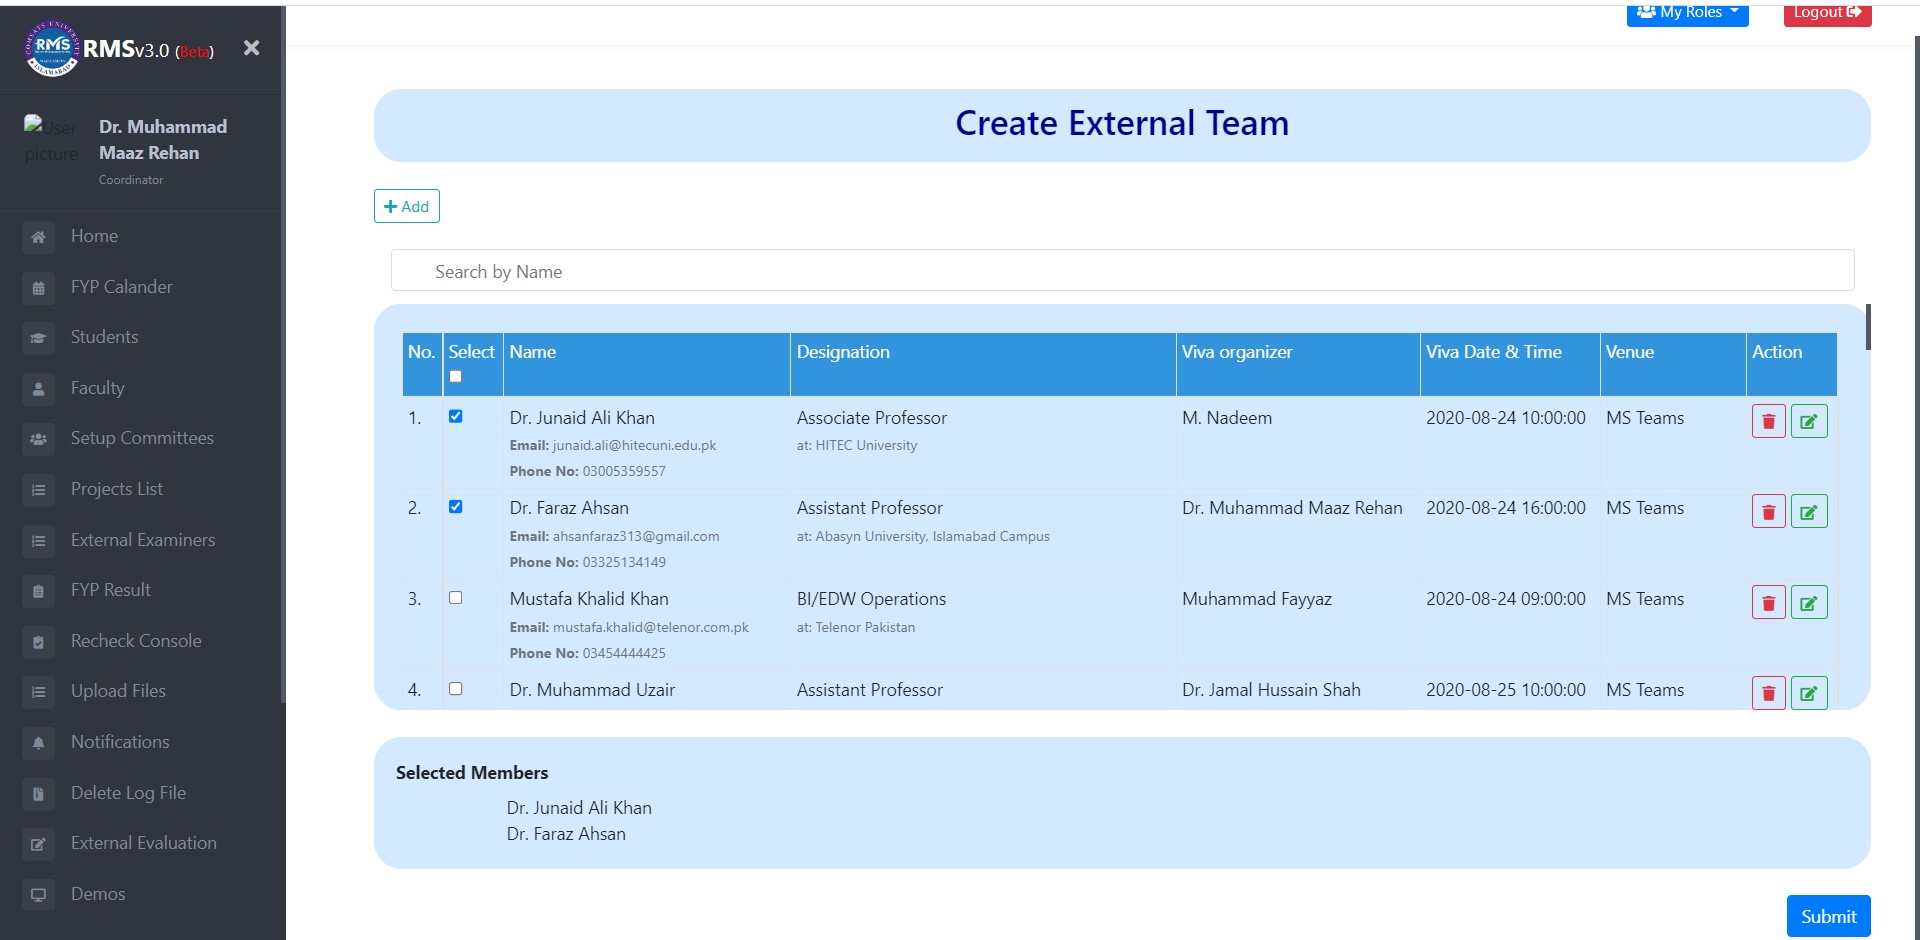 My Roles
Logout
RMS
RMSv3.0 (Beta)
COMSATS UNIVERSITY
ISLAMABAD
User picture
Dr. Muhammad
Maaz Rehan
Coordinator
Home
FYP Calander
Students
Faculty
Setup Committees
Projects List
External Examiners
FYP Result
Recheck Console
Upload Files
Notifications
Delete Log File
External Evaluation
Demos
Create External Team
Add
Search by Name
No. Select Name Designation Viva organizer Viva Date & Time Venue Action
1. Dr. Junaid Ali Khan Associate Professor M. Nadeem 2020-08-24 10:00:00 MS Teams
Email: junaid.ali@hitecuni.edu.pk at: HITEC University
Phone No: 03005359557
2. Dr. Faraz Ahsan Assistant Professor Dr. Muhammad Maaz Rehan 2020-08-24 16:00:00 MS Teams
Email: ahsanfaraz313@gmail.com at: Abasyn University, Islamabad Campus
Phone No: 03325134149
3. Mustafa Khalid Khan BI/EDW Operations Muhammad Fayyaz 2020-08-24 09:00:00 MS Teams
Email: mustafa.khalid@telenor.com.pk at: Telenor Pakistan
Phone No: 03454444425
4. Dr. Muhammad Uzair Assistant Professor Dr. Jamal Hussain Shah 2020-08-25 10:00:00 MS Teams
Selected Members
Dr. Junaid Ali Khan
Dr. Faraz Ahsan
Submit